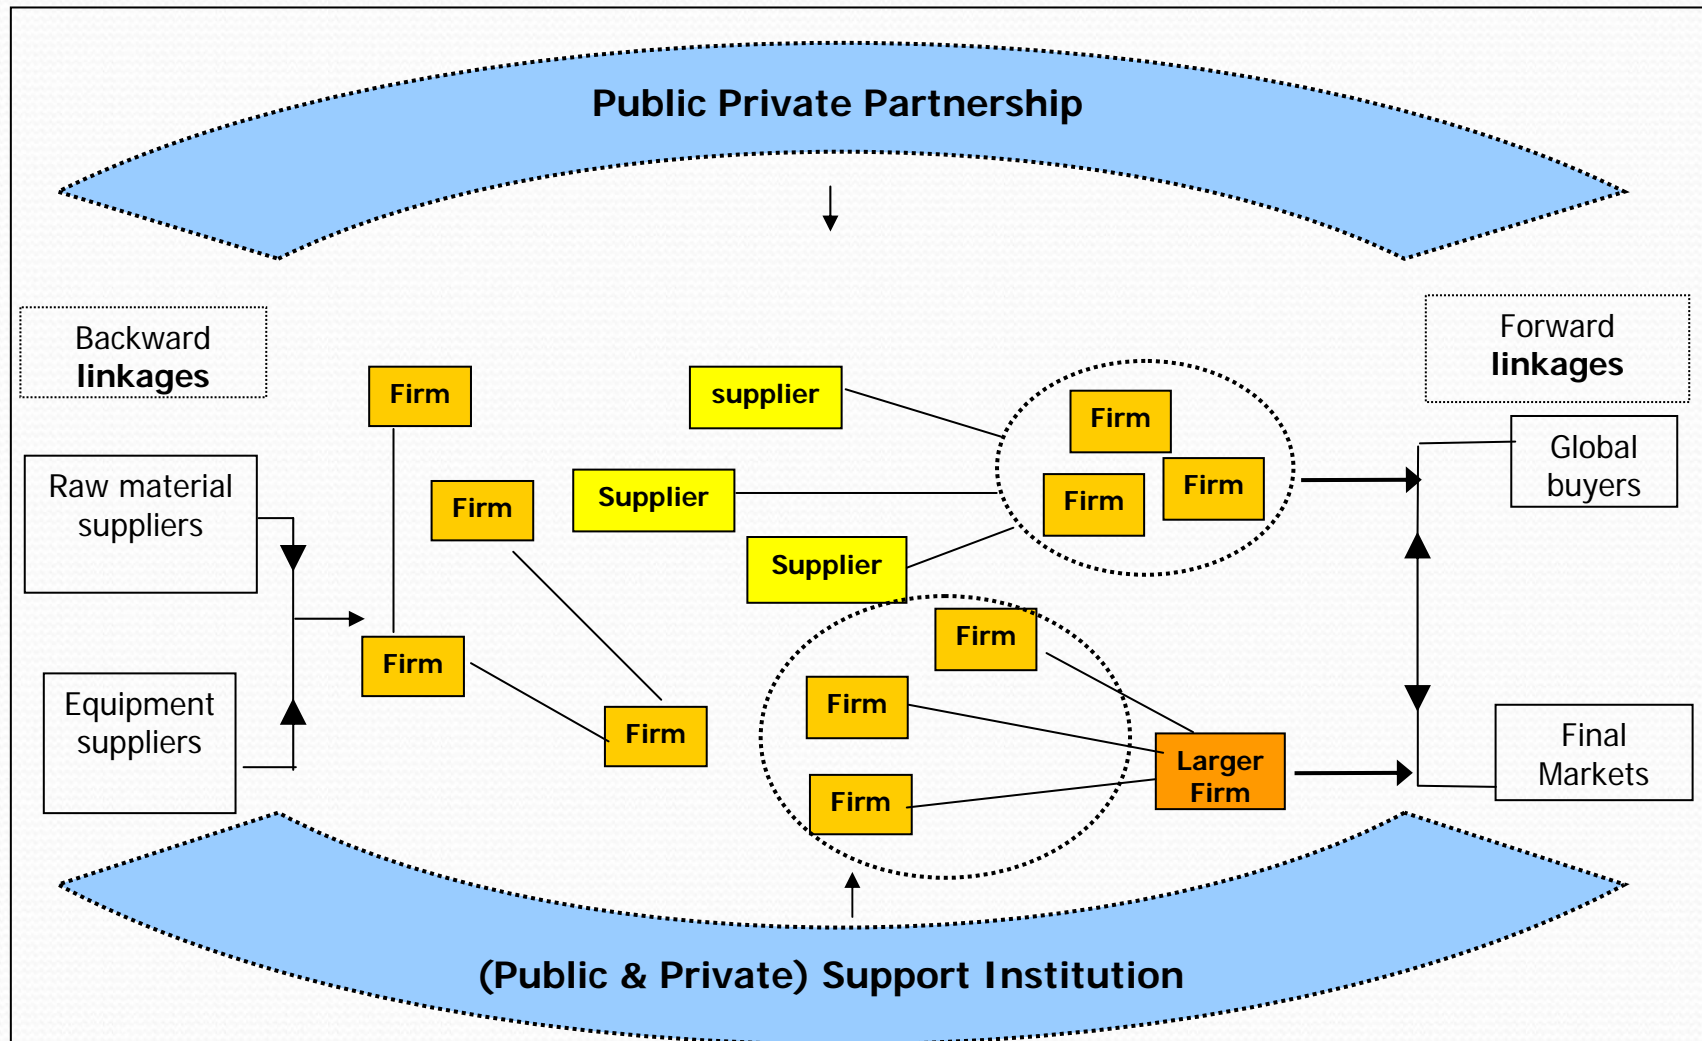 Public Private Partnership
Backward
linkages
Forward
linkages
Firm
supplier
Firm
Global
buyers
Raw material
suppliers
Firm
Supplier
Firm
Firm
Supplier
Firm
Firm
Firm
Equipment
suppliers
Firm
Firm
Larger
Firm
Final
Markets
Firm
(Public & Private) Support Institution